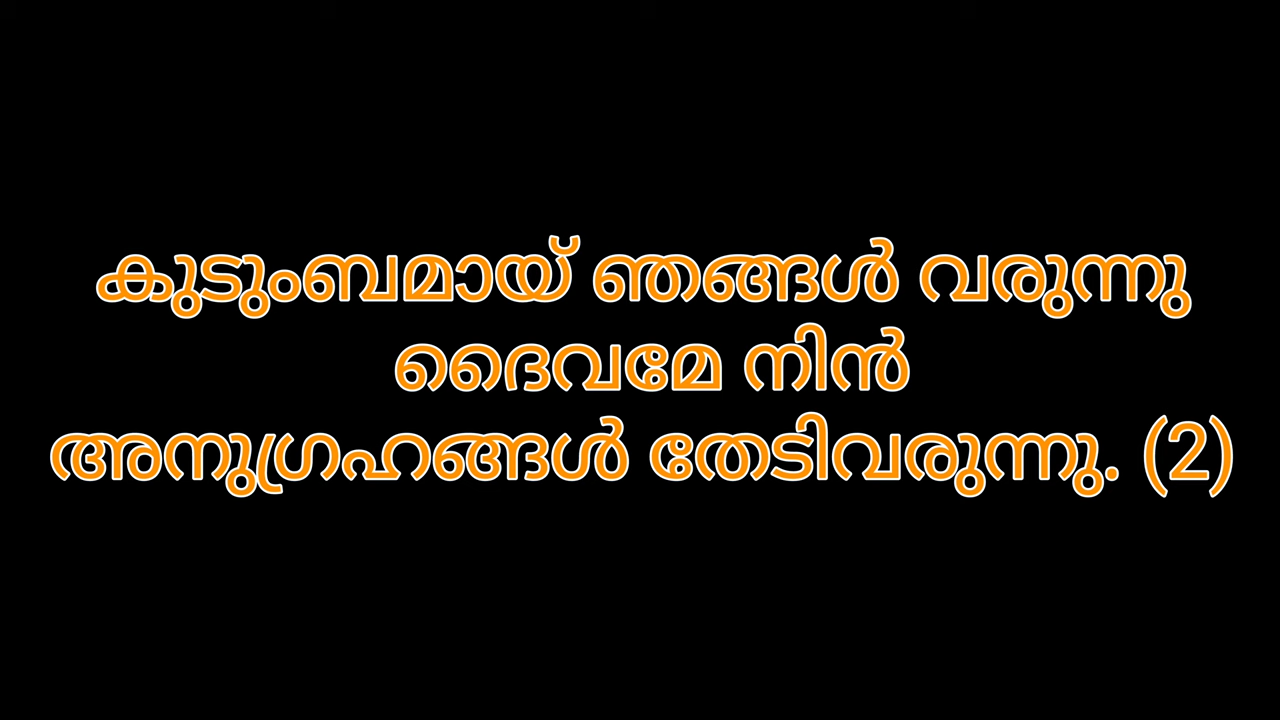 കുടുംബമായ് ഞങ്ങൾ വരുന്നു
ദൈവമേ നിൻ
അനുഗ്രഹങ്ങൾ തേടിവരുന്നു. (2)